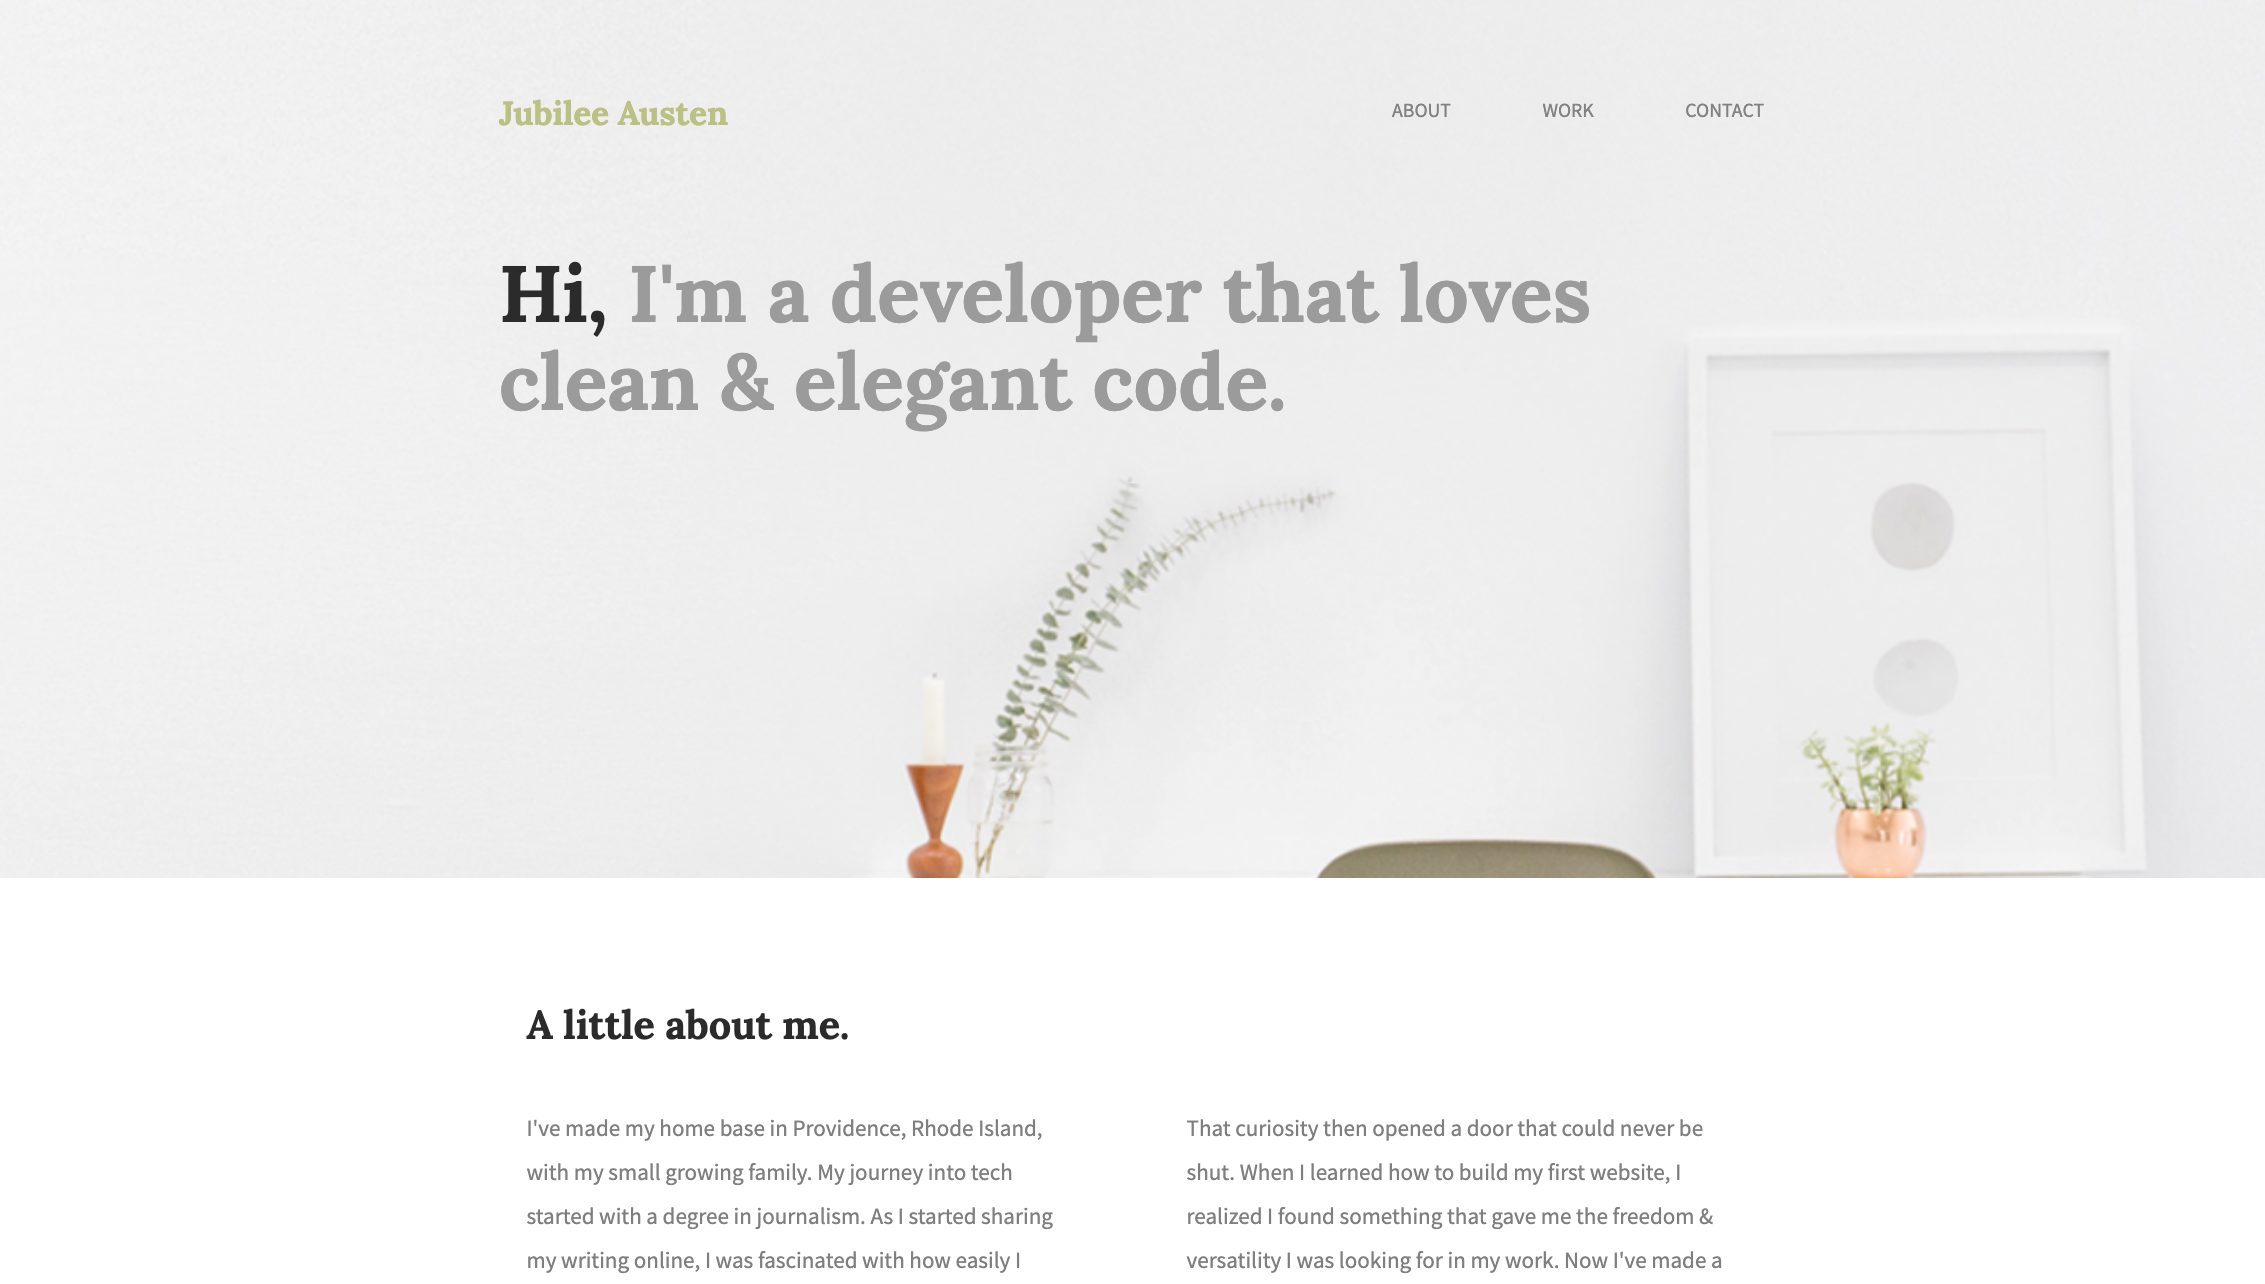 Jubilee Austen
ABOUT
WORK
CONTACT
Hi, I'm a developer that loves
clean & elegant code.
A little about me.
I've made my home base in Providence, Rhode Island,
with my small growing family. My journey into tech
started with a degree in journalism. As I started sharing
my writing online, I was fascinated with how easily I
That curiosity then opened a door that could never be
shut. When I learned how to build my first website, I
realized I found something that gave me the freedom &
versatility I was looking for in my work. Now I've made a